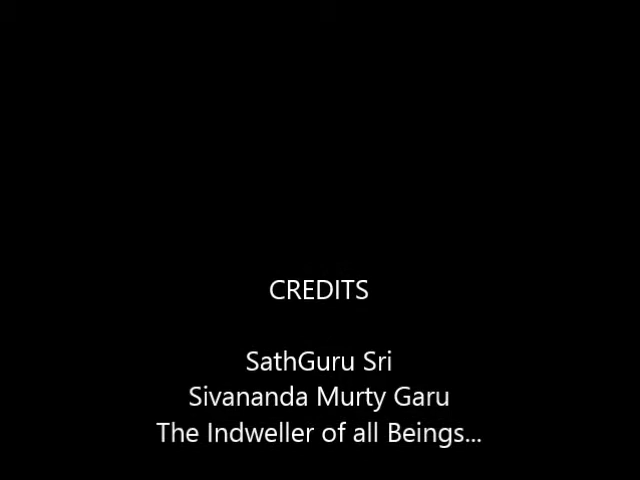 CREDITS
SathGuru Sri
Sivananda Murty Garu
The Indweller of all Beings...